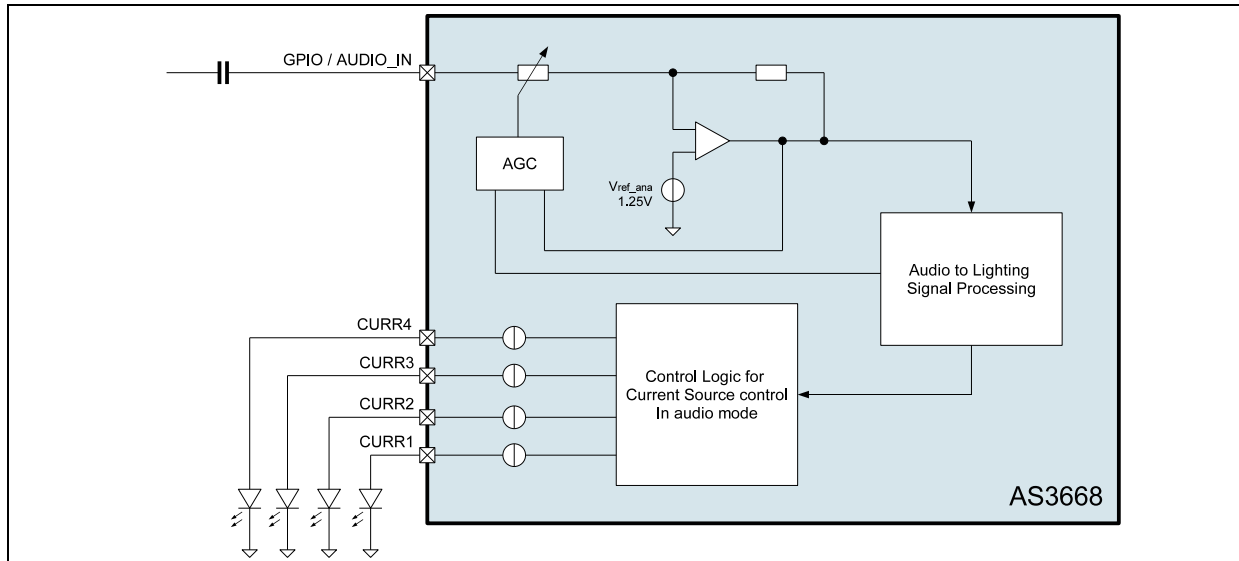 GPIO / AUDIO_IN
AGC
Vref_ana
1.25V
Audio to Lighting
Signal Processing
CURR4
CURR3
CURR2
CURR1
Control Logic for
Current Source control
In audio mode
AS3668